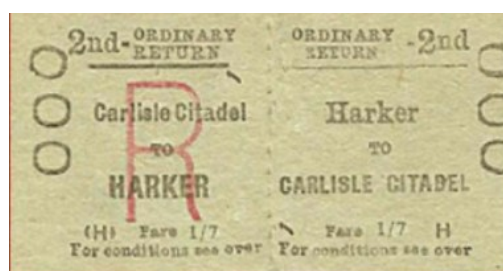 2nd-ORDINARY RETURN
Carlisle Citadel
TO
HARKER
R
(H) Fare 1/7
For conditions see over
ORDINARY RETURN -2nd
Harker
TO
CARLISLE CITADEL
Fare 1/7 H
For conditions see over